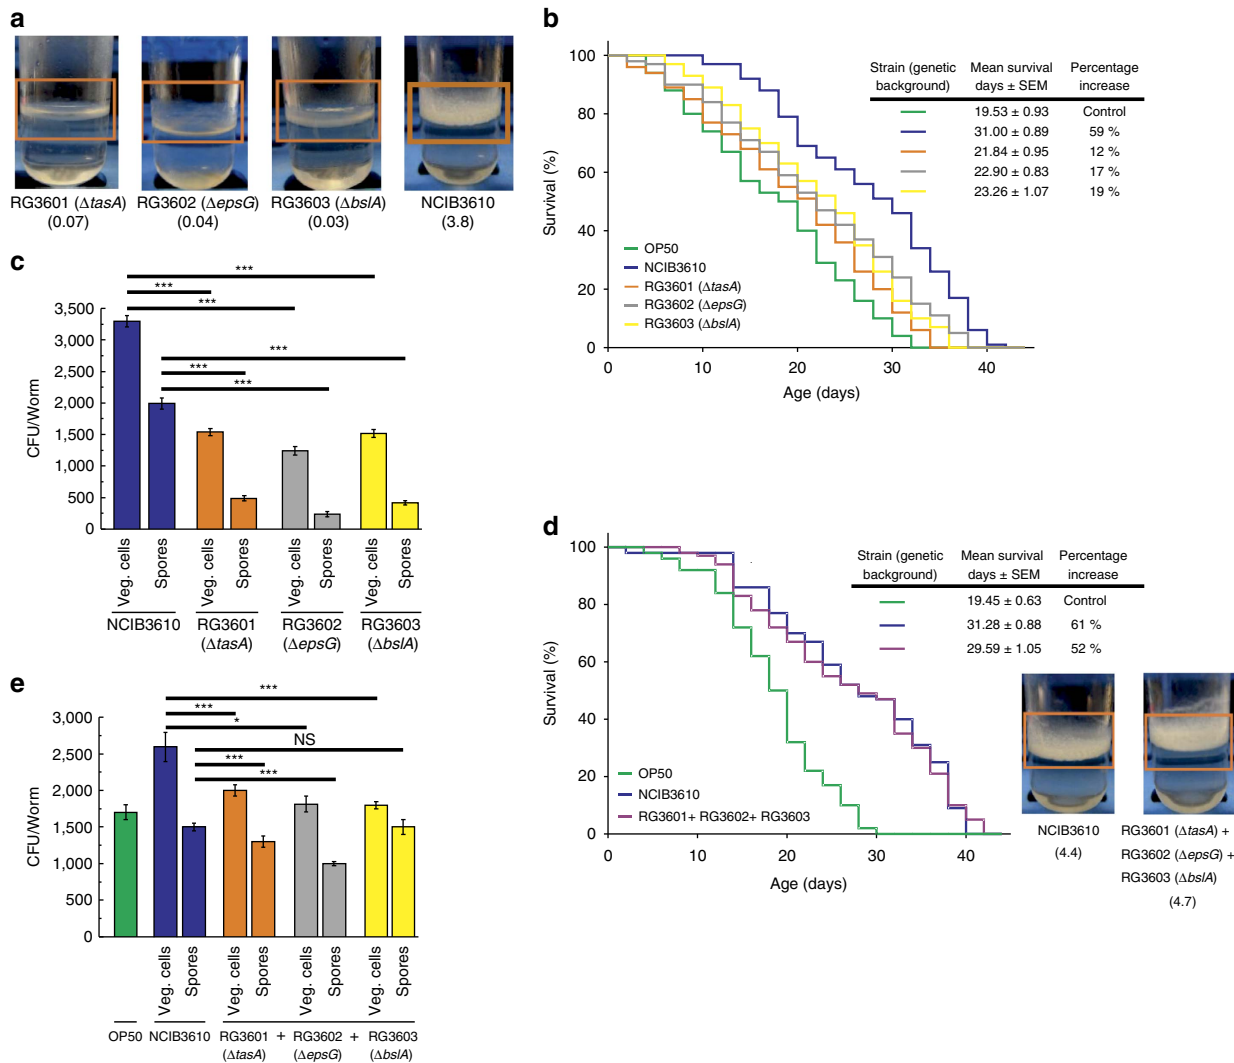 a
RG3601 (ΔtasA)
(0.07)
RG3602 (ΔepsG)
(0.04)
RG3603 (ΔbslA)
(0.03)
NCIB3610
(3.8)
b
Survival (%)
100
80
60
40
20
0
0 10 20 30 40
Age (days)
OP50
NCIB3610
RG3601 (ΔtasA)
RG3602 (ΔepsG)
RG3603 (ΔbslA)
Strain (genetic background) Mean survival days ± SEM Percentage increase
19.53 ± 0.93 Control
31.00 ± 0.89 59 %
21.84 ± 0.95 12 %
22.90 ± 0.83 17 %
23.26 ± 1.07 19 %
c
CFU/Worm
3,500
3,000
2,500
2,000
1,500
1,000
500
0
***
***
***
***
***
***
Veg. cells Spores Veg. cells Spores Veg. cells Spores Veg. cells Spores
NCIB3610 RG3601 RG3602 RG3603
(ΔtasA) (ΔepsG) (ΔbslA)
d
Survival (%)
100
80
60
40
20
0
0 10 20 30 40
Age (days)
OP50
NCIB3610
RG3601+ RG3602+ RG3603
Strain (genetic background) Mean survival days ± SEM Percentage increase
19.45 ± 0.63 Control
31.28 ± 0.88 61 %
29.59 ± 1.05 52 %
NCIB3610
(4.4)
RG3601 (ΔtasA) +
RG3602 (ΔepsG) +
RG3603 (ΔbslA)
(4.7)
e
CFU/Worm
3,000
2,500
2,000
1,500
1,000
500
0
***
***
*
NS
***
***
Veg. cells Spores Veg. cells Spores Veg. cells Spores Veg. cells Spores
OP50 NCIB3610 RG3601 + RG3602 + RG3603
(ΔtasA) (ΔepsG) (ΔbslA)